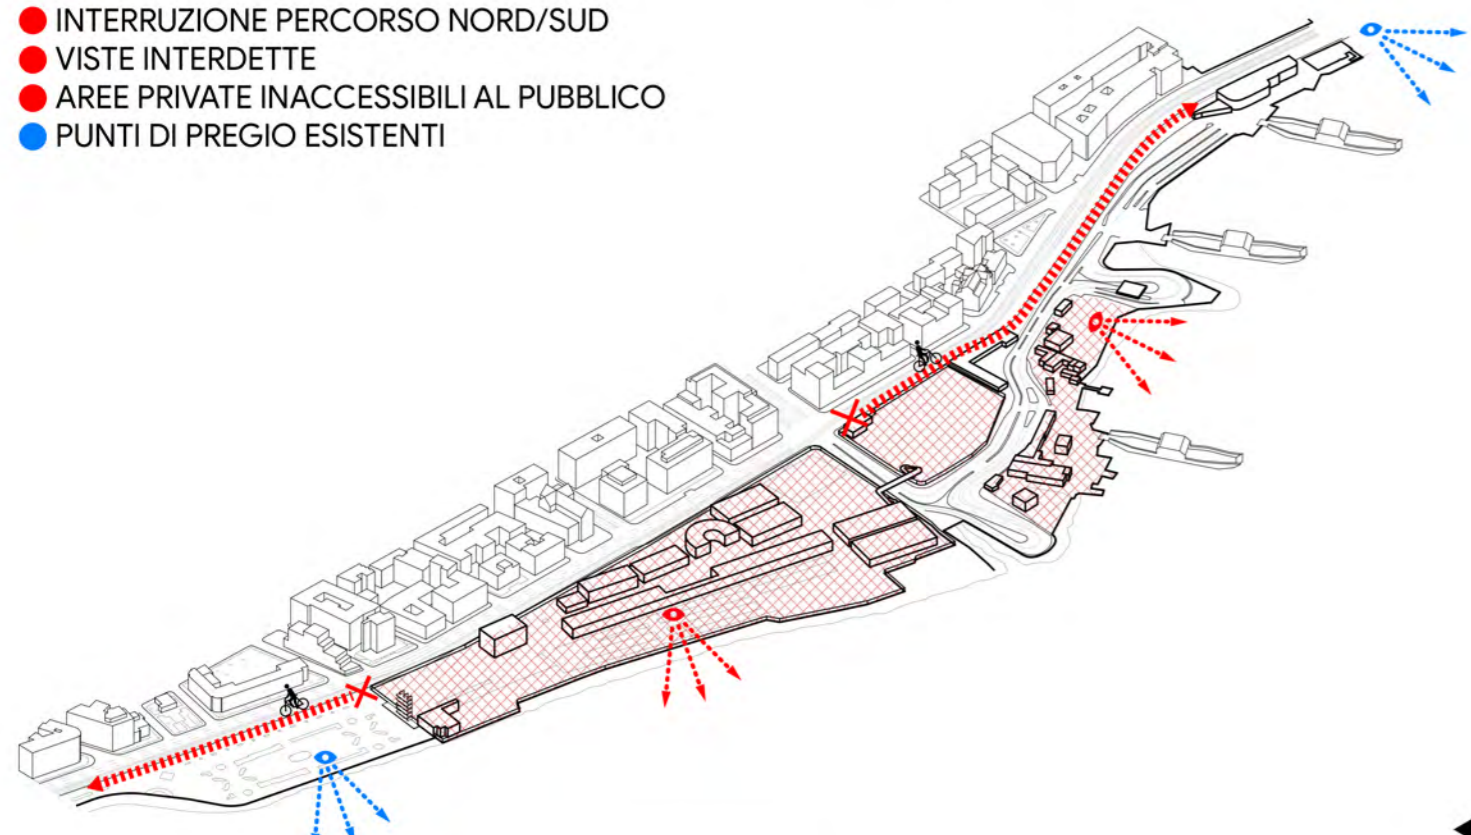 INTERRUZIONE PERCORSO NORD/SUD
VISTE INTERDETTE
AREE PRIVATE INACCESSIBILI AL PUBBLICO
PUNTI DI PREGIO ESISTENTI